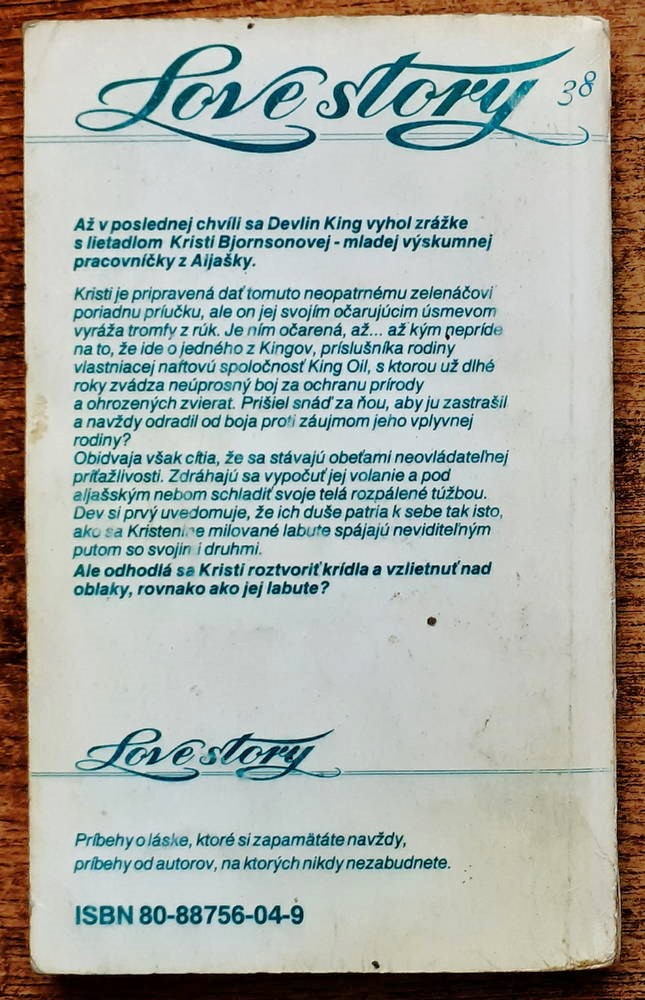 Love story
38
Až v poslednej chvíli sa Devlin King vyhol zrážke
s lietadlom Kristi Bjornsonovej - mladej výskumnej
pracovníčky z Aljašky.
Kristi je pripravená dať tomuto neopatrnému zelenáčovi
poriadnu príučku, ale on jej svojím očarujúcim úsmevom
vyráža tromfy z rúk. Je ním očarená, až... až kým nepríde
na to, že ide o jedného z Kingov, príslušníka rodiny
vlastniacej naftovú spoločnosť King Oil, s ktorou už dlhé
roky zvádza neúprosný boj za ochranu prírody
a ohrozených zvierat. Prišiel snáď za ňou, aby ju zastrašil
a navždy odradil od boja proti záujmom jeho vplyvnej
rodiny?
Obidvaja však cítia, že sa stávajú obeťami neovládateľnej
príťažlivosti. Zdráhajú sa vypočuť jej volanie a pod
aljašským nebom schladiť svoje telá rozpálené túžbou.
Dev si prvý uvedomuje, že ich duše patria k sebe tak isto,
ako sa Kristenine milované labute spájajú neviditeľným
putom so svojimi druhmi.
Ale odhodlá sa Kristi roztvoriť krídla a vzlietnuť nad
oblaky, rovnako ako jej labute?
Love story
Príbehy o láske, ktoré si zapamätáte navždy,
príbehy od autorov, na ktorých nikdy nezabudnete.
ISBN 80-88756-04-9